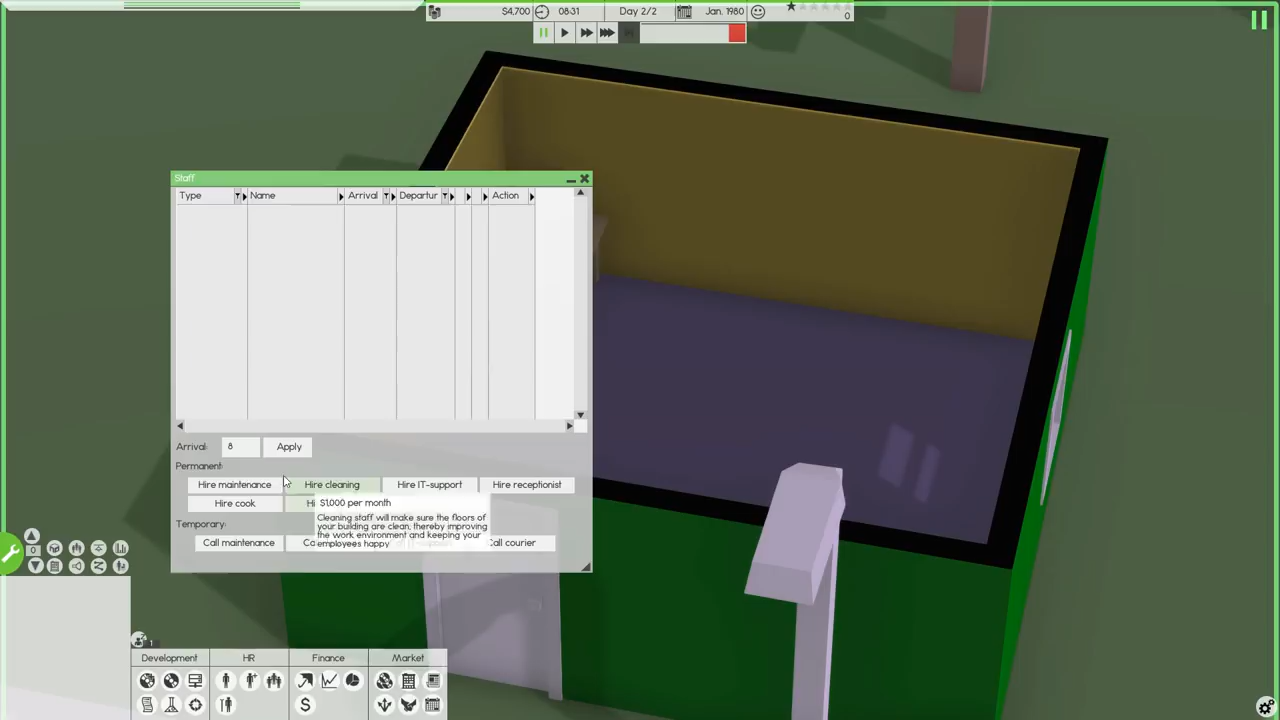 $4,700 08:31 Day 2/2 Jan. 1980 0
Staff
Type Name Arrival Departur Action
Arrival: 8 Apply
Permanent:
Hire maintenance Hire cleaning Hire IT-support Hire receptionist
Hire cook
$1,000 per month
Cleaning staff will make sure the floors of
your building are clean, thereby improving
the work environment and keeping your
employees happy
Temporary:
Call maintenance Call courier
0
1
Development HR Finance Market